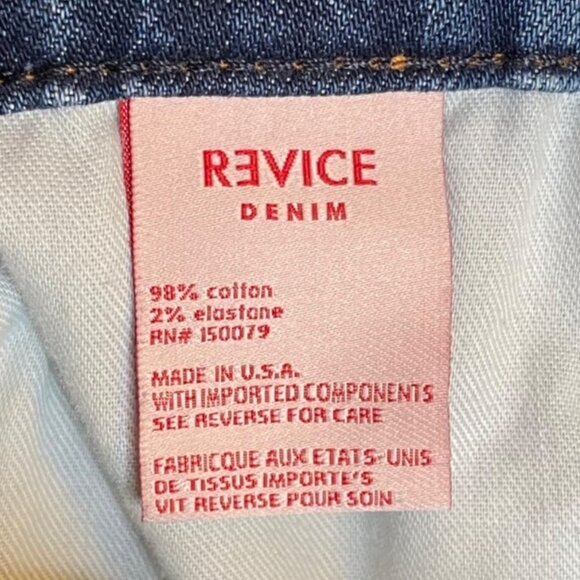 RƎVICE
DENIM
98% cotton
2% elastane
RN# 150079
MADE IN U.S.A.
WITH IMPORTED COMPONENTS
SEE REVERSE FOR CARE
FABRICQUE AUX ETATS-UNIS
DE TISSUS IMPORTE'S
VIT REVERSE POUR SOIN